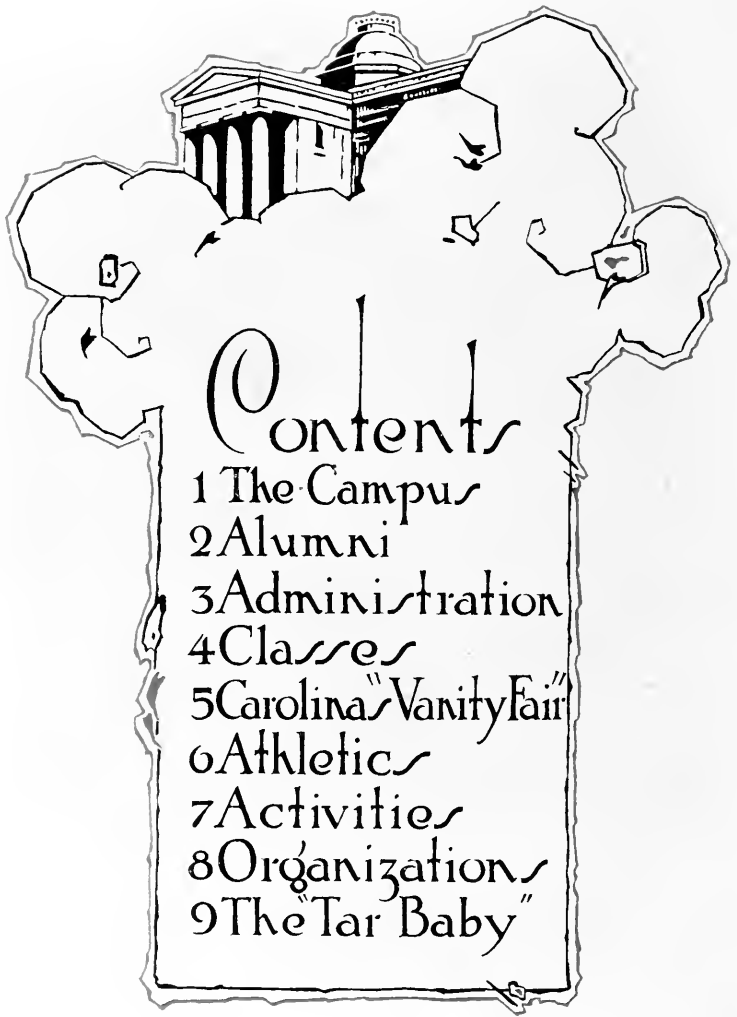 Contents
1 The Campus
2 Alumni
3 Administration
4 Classes
5 Carolinas "Vanity Fair"
6 Athletics
7 Activities
8 Organizations
9 The "Tar Baby"